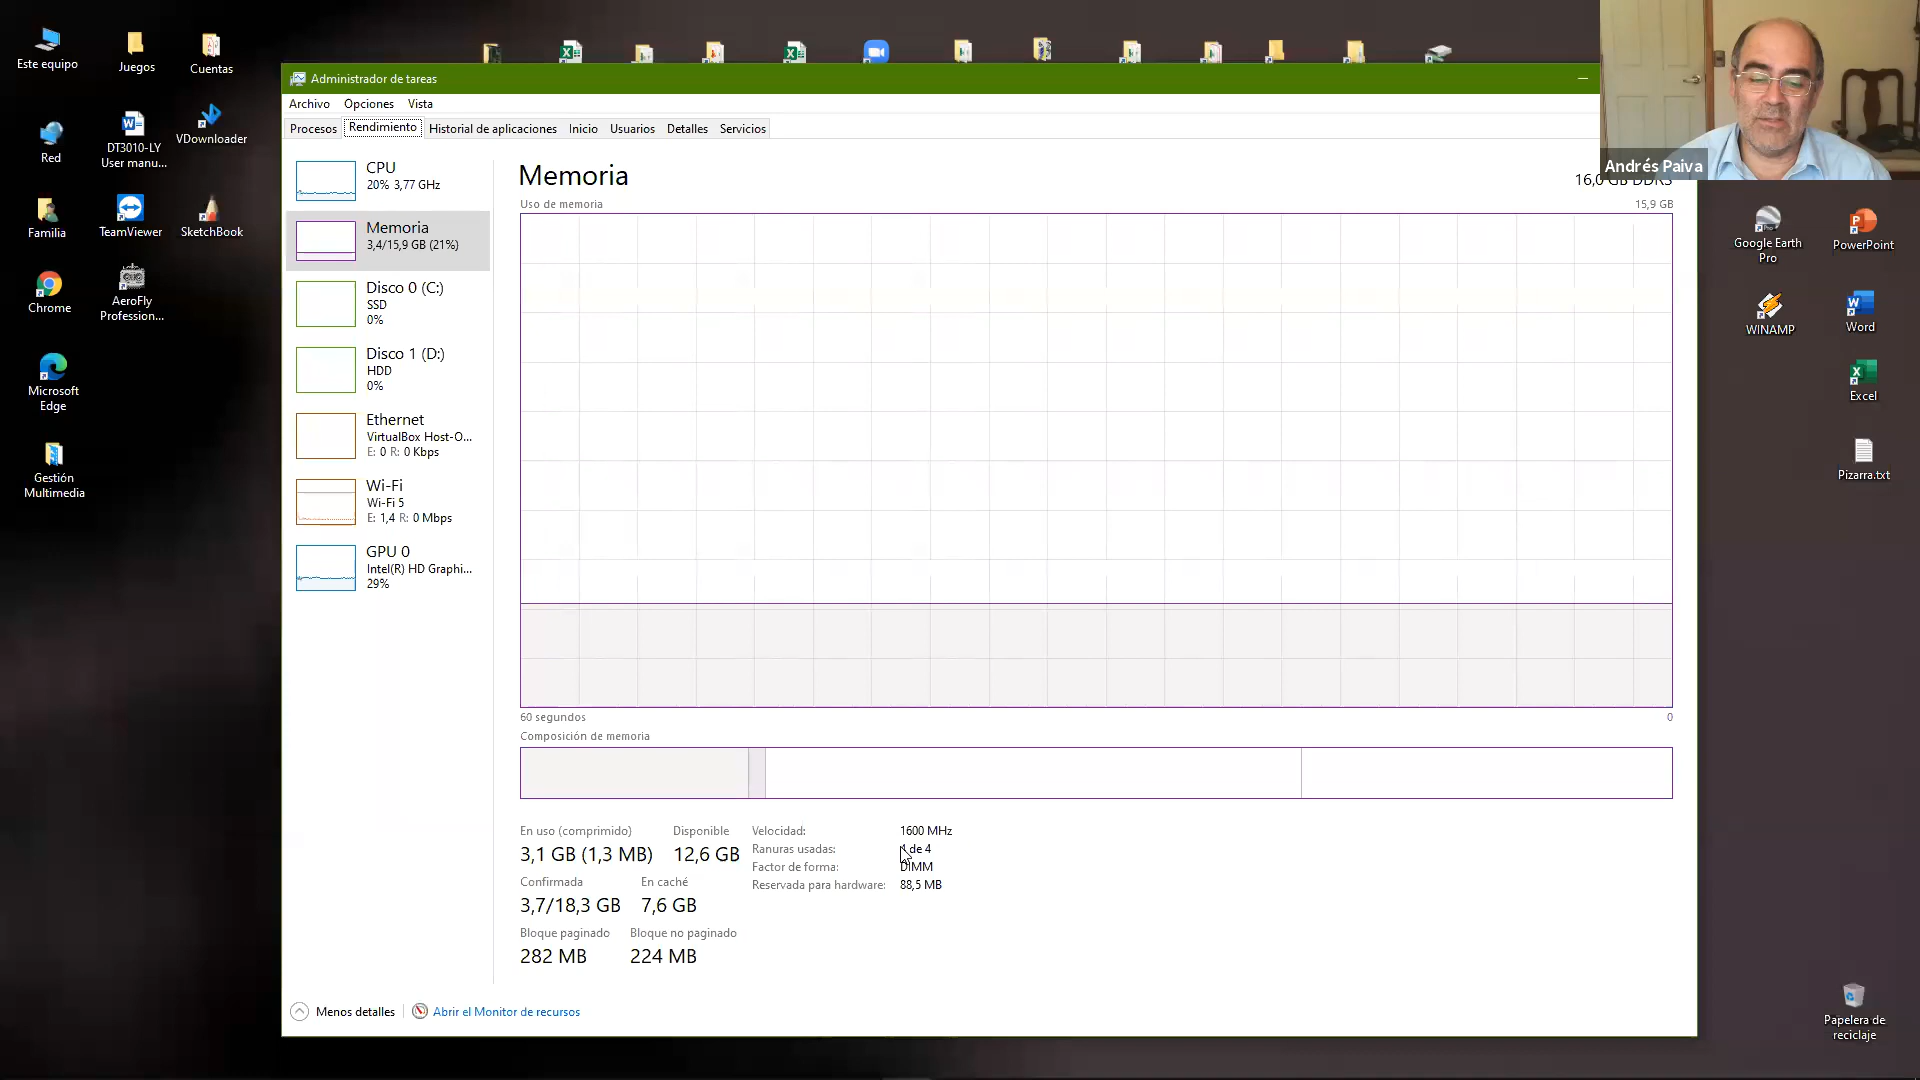 Este equipo
Juegos
Cuentas
Red
DT3010-LY
User manu...
VDownloader
Familia
TeamViewer
SketchBook
Chrome
AeroFly
Profession...
Microsoft
Edge
Gestión
Multimedia
Administrador de tareas
Archivo Opciones Vista
Procesos Rendimiento Historial de aplicaciones Inicio Usuarios Detalles Servicios
CPU
20% 3,77 GHz
Memoria
3,4/15,9 GB (21%)
Disco 0 (C:)
SSD
0%
Disco 1 (D:)
HDD
0%
Ethernet
VirtualBox Host-O...
E: 0 R: 0 Kbps
Wi-Fi
Wi-Fi 5
E: 1,4 R: 0 Mbps
GPU 0
Intel(R) HD Graphi...
29%
Memoria
16,0 GB DDR3
Uso de memoria
15,9 GB
60 segundos
0
Composición de memoria
En uso (comprimido)
3,1 GB (1,3 MB)
Disponible
12,6 GB
Confirmada
3,7/18,3 GB
En caché
7,6 GB
Bloque paginado
282 MB
Bloque no paginado
224 MB
Velocidad: 1600 MHz
Ranuras usadas: 4 de 4
Factor de forma: DIMM
Reservada para hardware: 88,5 MB
Menos detalles
Abrir el Monitor de recursos
Andrés Paiva
Google Earth
Pro
PowerPoint
WINAMP
Word
Excel
Pizarra.txt
Papelera de
reciclaje